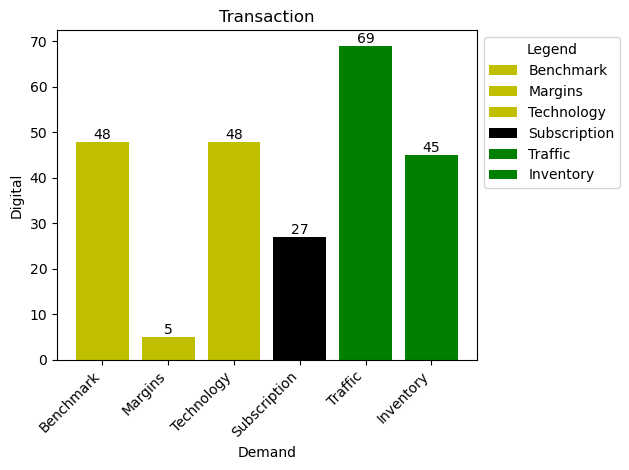 Transaction
70
60
50
40
30
20
10
0
Digital
48
5
48
27
69
45
Benchmark
Margins
Technology
Subscription
Traffic
Inventory
Demand
Legend
Benchmark
Margins
Technology
Subscription
Traffic
Inventory